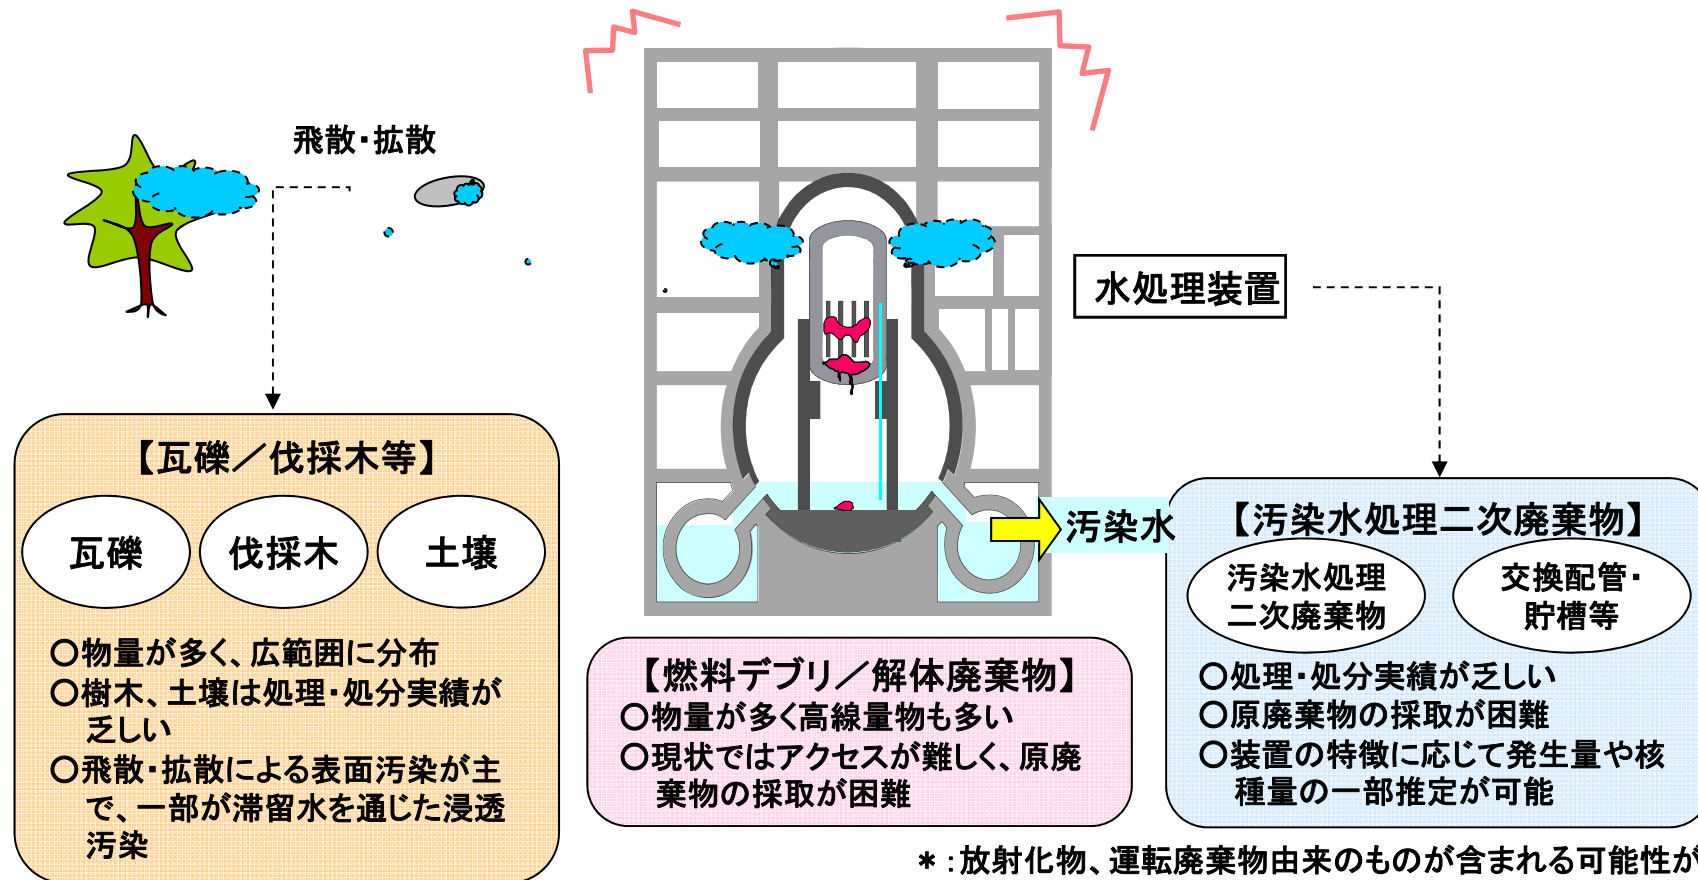 飛散・拡散
水処理装置
【瓦礫／伐採木等】
瓦礫
伐採木
土壌
○物量が多く、広範囲に分布
○樹木、土壌は処理・処分実績が
乏しい
○飛散・拡散による表面汚染が主
で、一部が滞留水を通じた浸透
汚染
汚染水
【燃料デブリ／解体廃棄物】
○物量が多く高線量物も多い
○現状ではアクセスが難しく、原廃
棄物の採取が困難
【汚染水処理二次廃棄物】
汚染水処理
二次廃棄物
交換配管・
貯槽等
○処理・処分実績が乏しい
○原廃棄物の採取が困難
○装置の特徴に応じて発生量や核
種量の一部推定が可能
＊：放射化物、運転廃棄物由来のものが含まれる可能性が